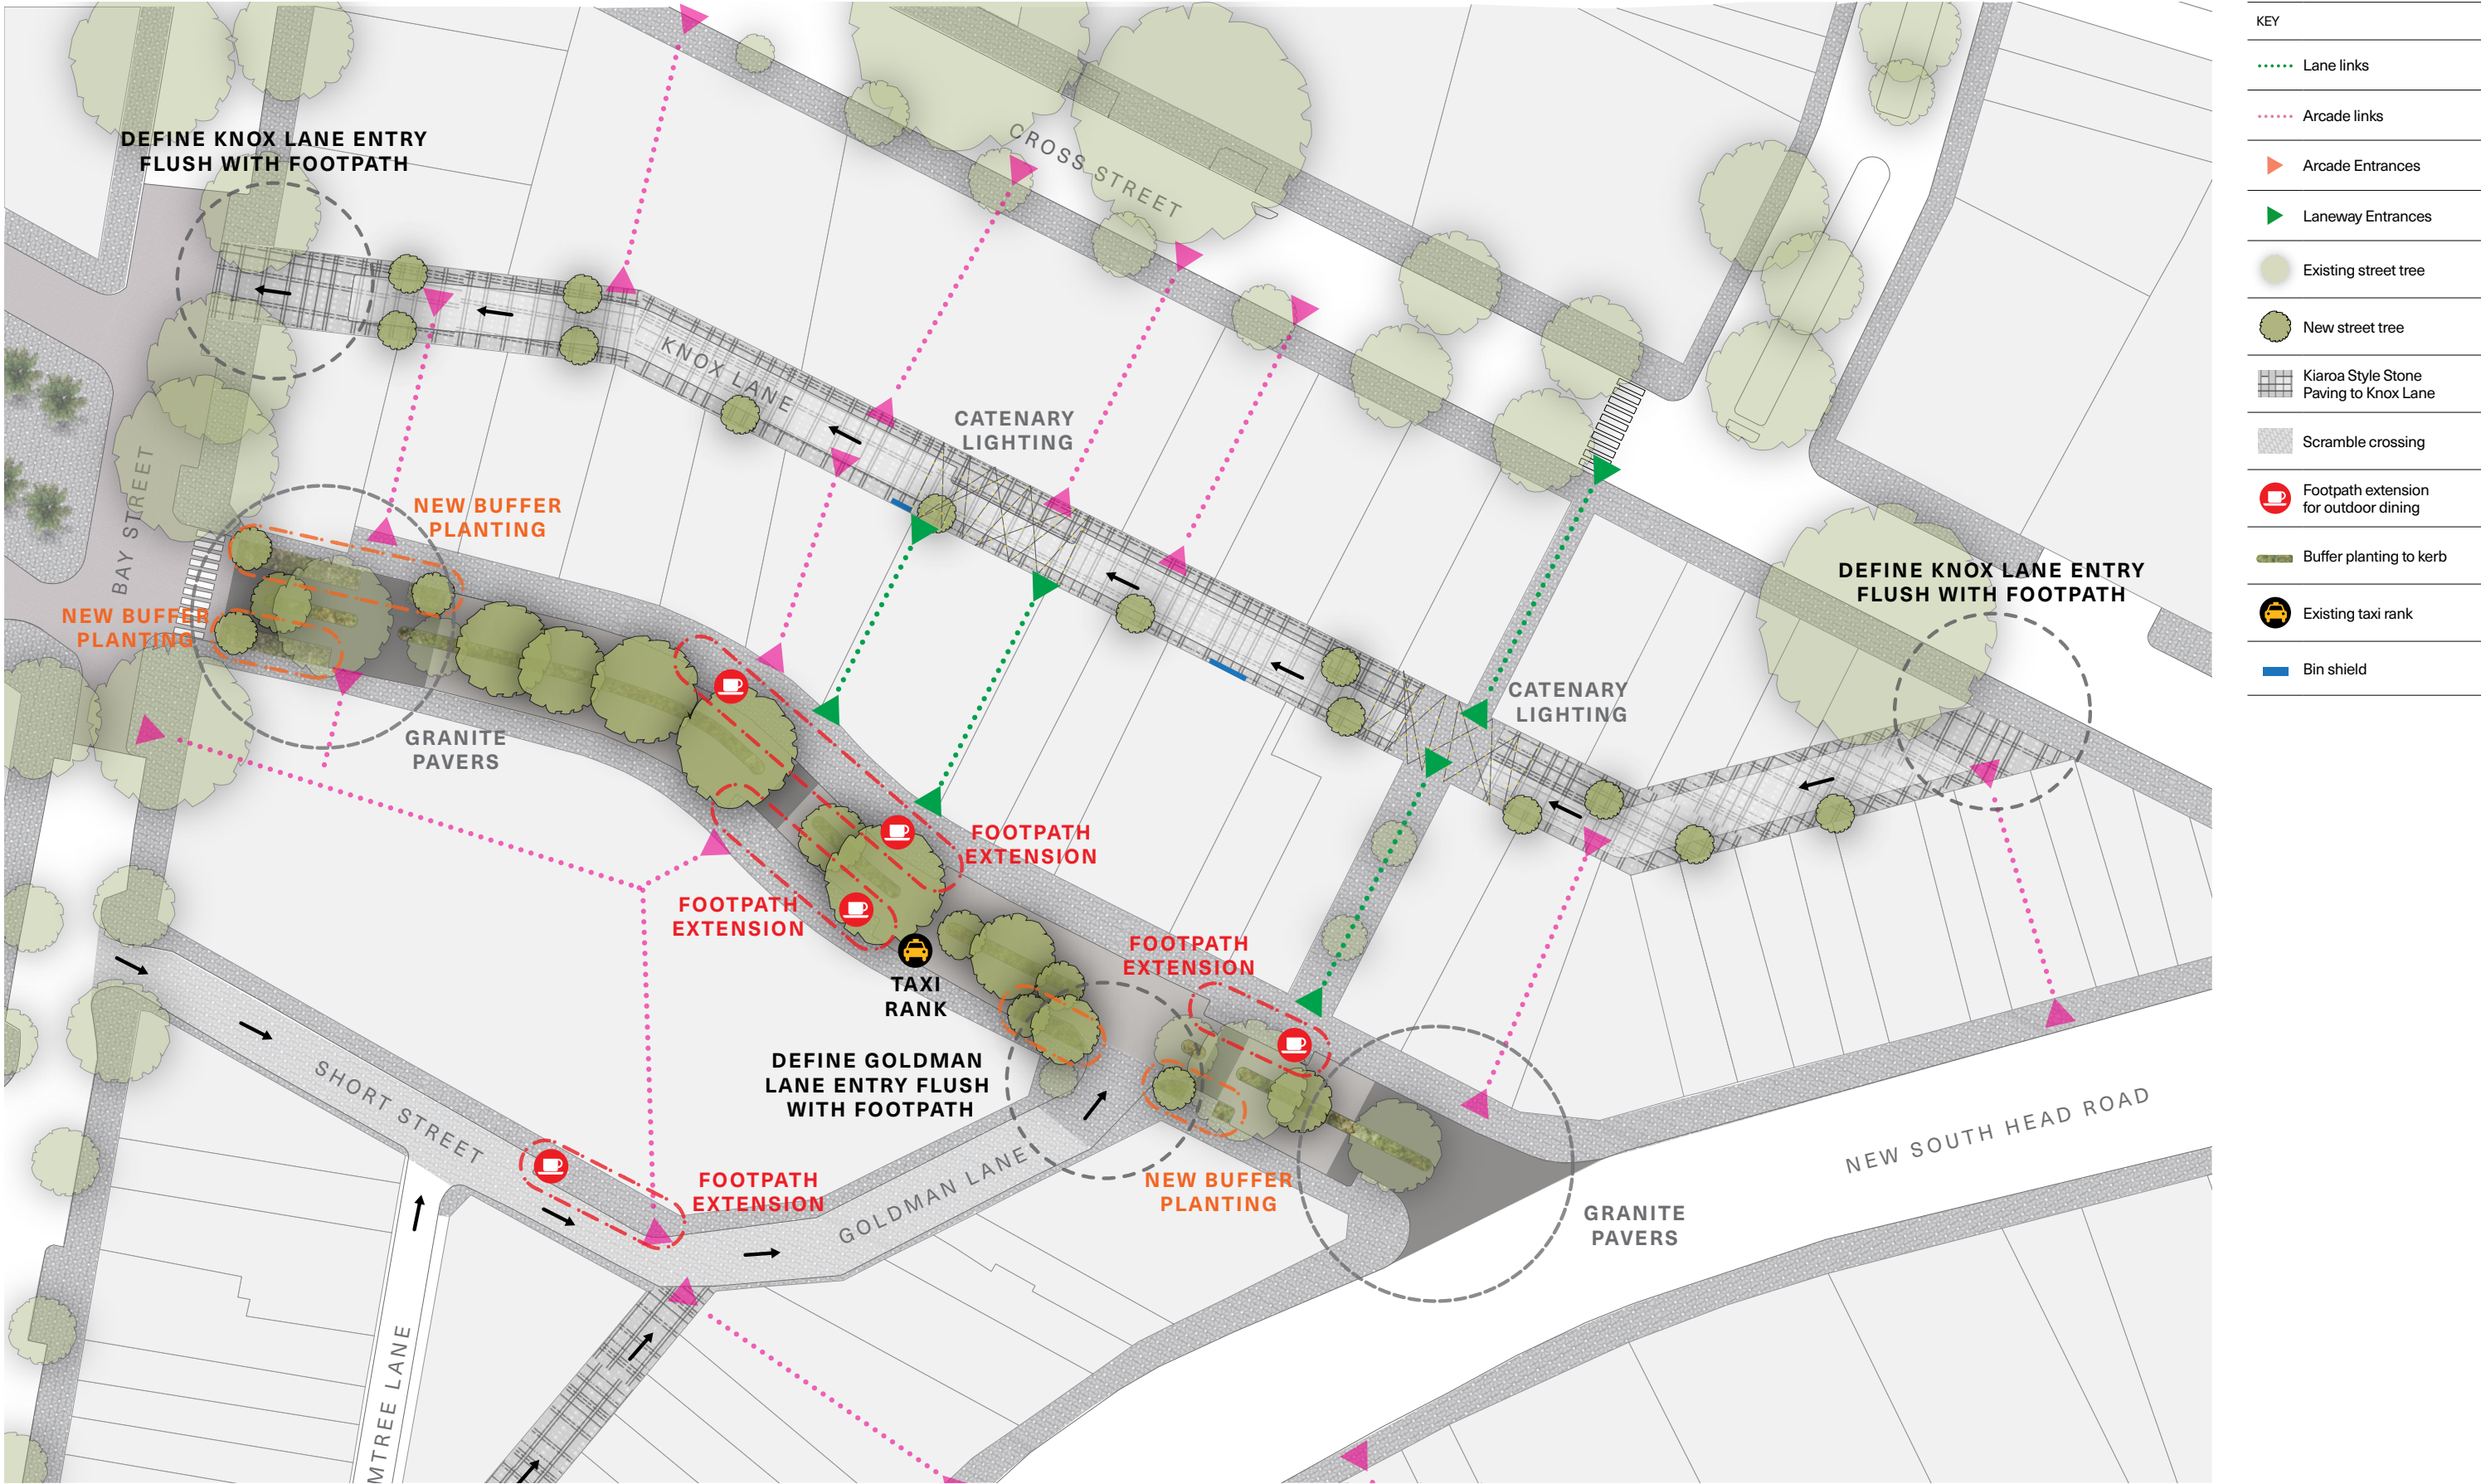 DEFINE KNOX LANE ENTRY
FLUSH WITH FOOTPATH
CROSS STREET
KNOX LANE
CATENARY
LIGHTING
BAY STREET
NEW BUFFER
PLANTING
NEW BUFFER
PLANTING
GRANITE
PAVERS
CATENARY
LIGHTING
DEFINE KNOX LANE ENTRY
FLUSH WITH FOOTPATH
FOOTPATH
EXTENSION
FOOTPATH
EXTENSION
TAXI
RANK
FOOTPATH
EXTENSION
DEFINE GOLDMAN
LANE ENTRY FLUSH
WITH FOOTPATH
SHORT STREET
FOOTPATH
EXTENSION
GOLDMAN LANE
NEW BUFFER
PLANTING
GRANITE
PAVERS
NEW SOUTH HEAD ROAD
MTREE LANE
KEY
Lane links
Arcade links
Arcade Entrances
Laneway Entrances
Existing street tree
New street tree
Kiaroa Style Stone
Paving to Knox Lane
Scramble crossing
Footpath extension
for outdoor dining
Buffer planting to kerb
Existing taxi rank
Bin shield